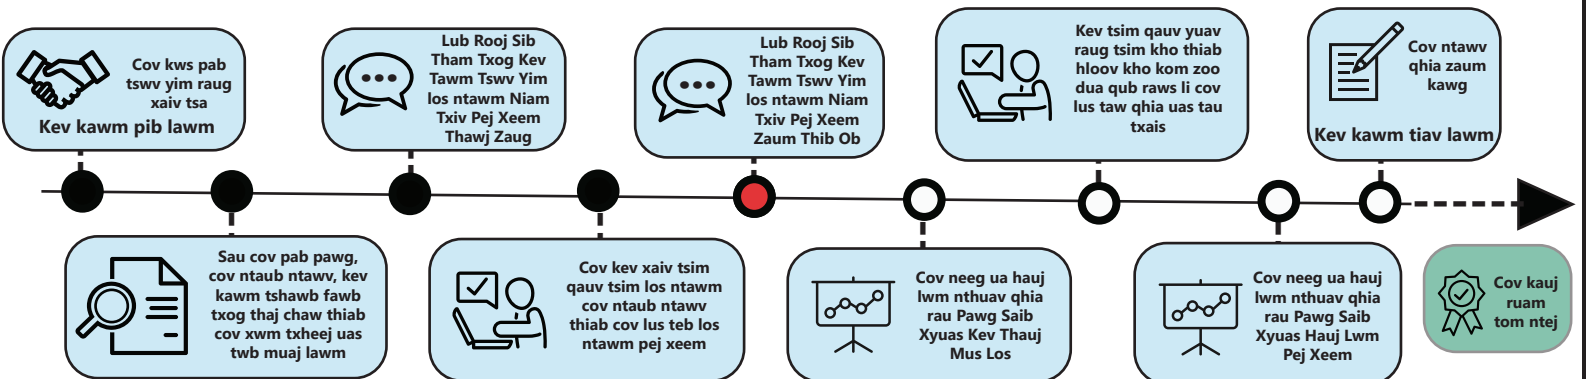 Cov kws pab
tswv yim raug
xaiv tsa
Kev kawm pib lawm
Sau cov pab pawg,
cov ntaub ntawv, kev
kawm tshawb fawb
txog thaj chaw thiab
cov xwm txheej uas
twb muaj lawm
Lub Rooj Sib
Tham Txog Kev
Tawm Tswv Yim
los ntawm Niam
Txiv Pej Xeem
Thawj Zaug
Cov kev xaiv tsim
qauv tsim los ntawm
cov ntaub ntawv
thiab cov lus teb los
ntawm pej xeem
Lub Rooj Sib
Tham Txog Kev
Tawm Tswv Yim
los ntawm Niam
Txiv Pej Xeem
Zaum Thib Ob
Cov neeg ua hauj
lwm nthuav qhia
rau Pawg Saib
Xyuas Kev Thauj
Mus Los
Kev tsim qauv yuav
raug tsim kho thiab
hloov kho kom zoo
dua qub raws li cov
lus taw qhia uas tau
txais
Cov neeg ua hauj
lwm nthuav qhia
rau Pawg Saib
Xyuas Hauj Lwm
Pej Xeem
Cov ntawv
qhia zaum
kawg
Kev kawm tiav lawm
Cov kauj
ruam
tom ntej